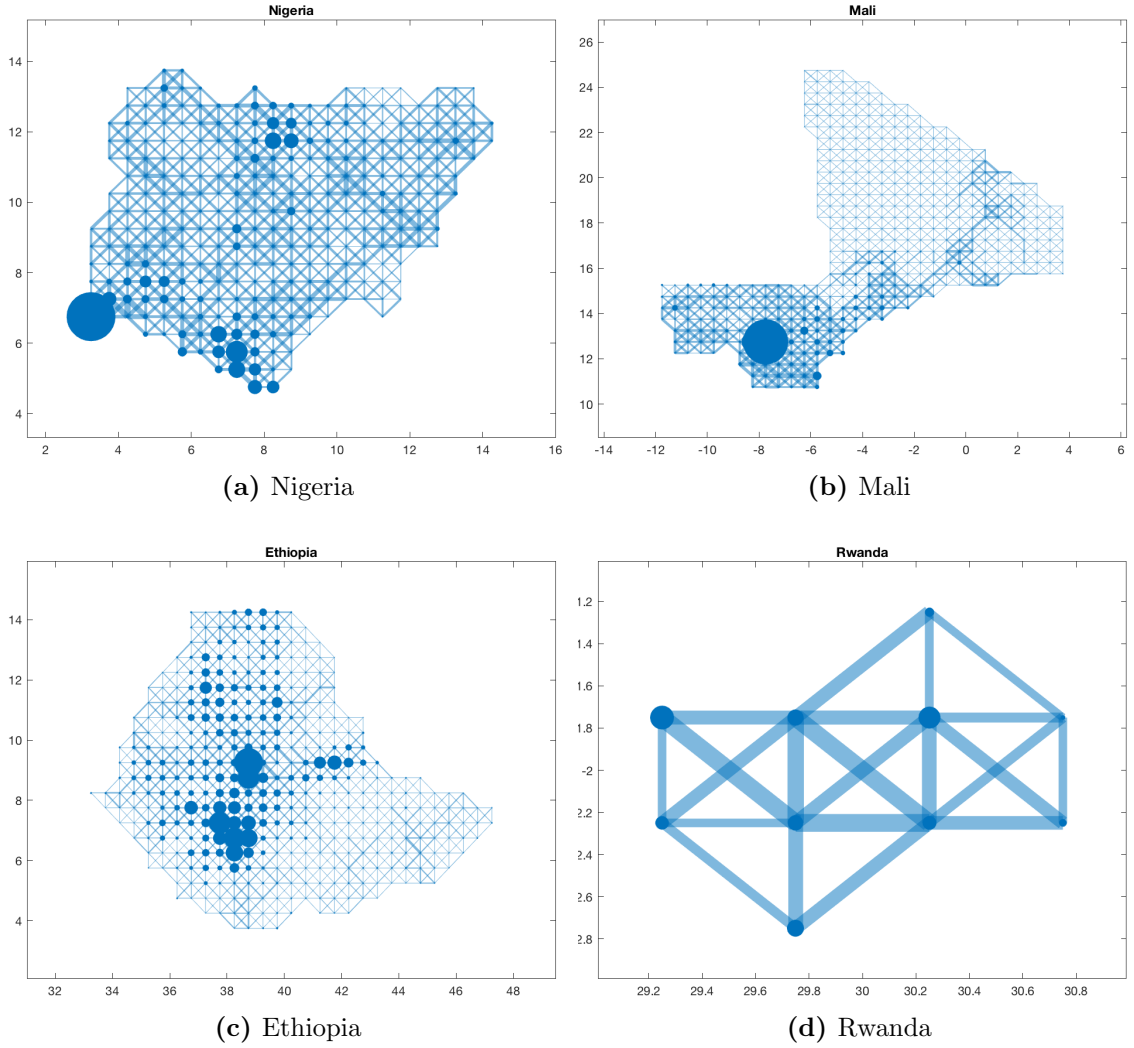 Nigeria
14
12
10
8
6
4
2 4 6 8 10 12 14 16
(a) Nigeria
Mali
26
24
22
20
18
16
14
12
10
-14 -12 -10 -8 -6 -4 -2 0 2 4 6
(b) Mali
Ethiopia
14
12
10
8
6
4
32 34 36 38 40 42 44 46 48
(c) Ethiopia
Rwanda
1.2
1.4
1.6
1.8
-2
2.2
2.4
2.6
2.8
29.2 29.4 29.6 29.8 30 30.2 30.4 30.6 30.8
(d) Rwanda